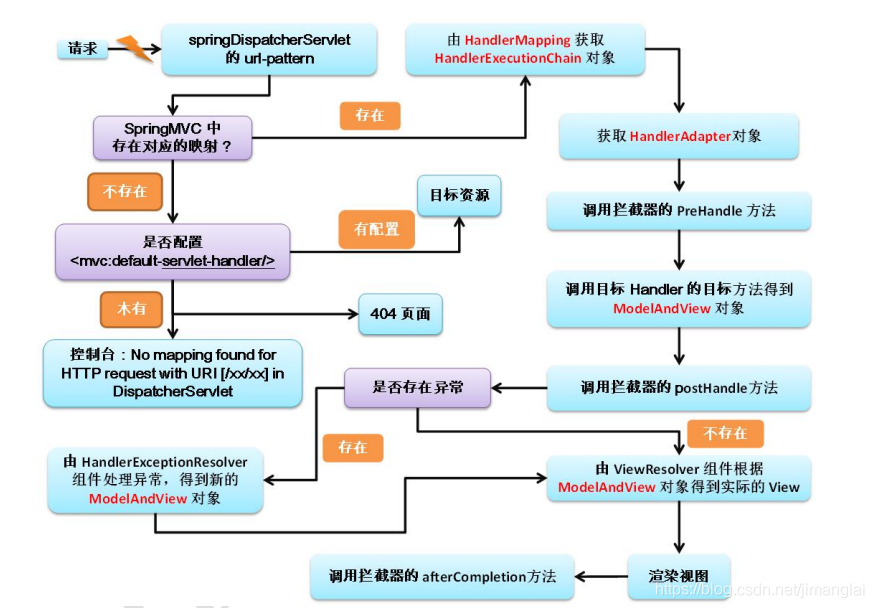 请求
springDispatcherServlet
的 url-pattern
由 HandlerMapping 获取
HandlerExecutionChain 对象
SpringMVC 中
存在对应的映射？
存在
获取 HandlerAdapter对象
不存在
目标资源
调用拦截器的 PreHandle 方法
是否配置
<mvc:default-servlet-handler/>
有配置
调用目标 Handler 的目标方法得到
ModelAndView 对象
木有
404 页面
控制台：No mapping found for
HTTP request with URI [/xx/xx] in
DispatcherServlet
是否存在异常
调用拦截器的 postHandle方法
存在
不存在
由 HandlerExceptionResolver
组件处理异常，得到新的
ModelAndView 对象
由 ViewResolver 组件根据
ModelAndView 对象得到实际的 View
调用拦截器的 afterCompletion方法
渲染视图
https://blog.csdn.net/jimanglai